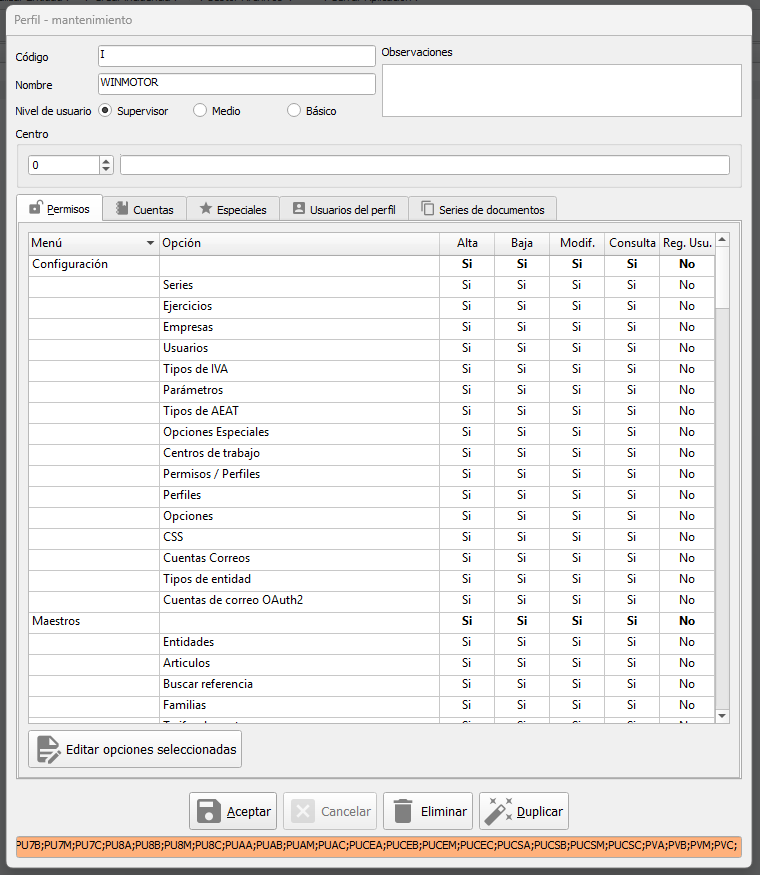 Perfil - mantenimiento
Código I
Observaciones
Nombre WINMOTOR
Nivel de usuario Supervisor Medio Básico
Centro
0
Permisos Cuentas Especiales Usuarios del perfil Series de documentos
Menú Opción Alta Baja Modif. Consulta Reg. Usu.
Configuración Si Si Si Si No
Series Si Si Si Si No
Ejercicios Si Si Si Si No
Empresas Si Si Si Si No
Usuarios Si Si Si Si No
Tipos de IVA Si Si Si Si No
Parámetros Si Si Si Si No
Tipos de AEAT Si Si Si Si No
Opciones Especiales Si Si Si Si No
Centros de trabajo Si Si Si Si No
Permisos / Perfiles Si Si Si Si No
Perfiles Si Si Si Si No
Opciones Si Si Si Si No
CSS Si Si Si Si No
Cuentas Correos Si Si Si Si No
Tipos de entidad Si Si Si Si No
Cuentas de correo OAuth2 Si Si Si Si No
Maestros Si Si Si Si No
Entidades Si Si Si Si No
Articulos Si Si Si Si No
Buscar referencia Si Si Si Si No
Familias Si Si Si Si No
Editar opciones seleccionadas
Aceptar Cancelar Eliminar Duplicar
PU7B;PU7M;PU7C;PU8A;PU8B;PU8M;PU8C;PUAA;PUAB;PUAM;PUAC;PUCEA;PUCEB;PUCEM;PUCEC;PUCSA;PUCSB;PUCSM;PUCSC;PVA;PVB;PVM;PVC;